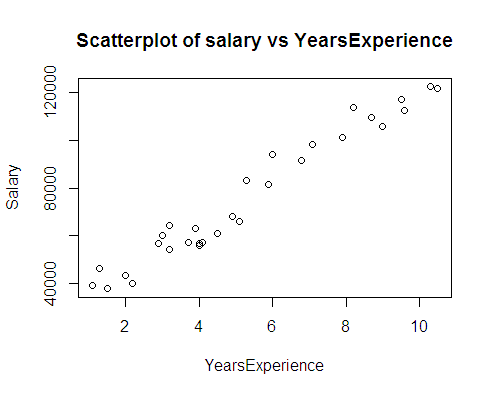 Scatterplot of salary vs YearsExperience
120000
80000
40000
Salary
2 4 6 8 10
YearsExperience